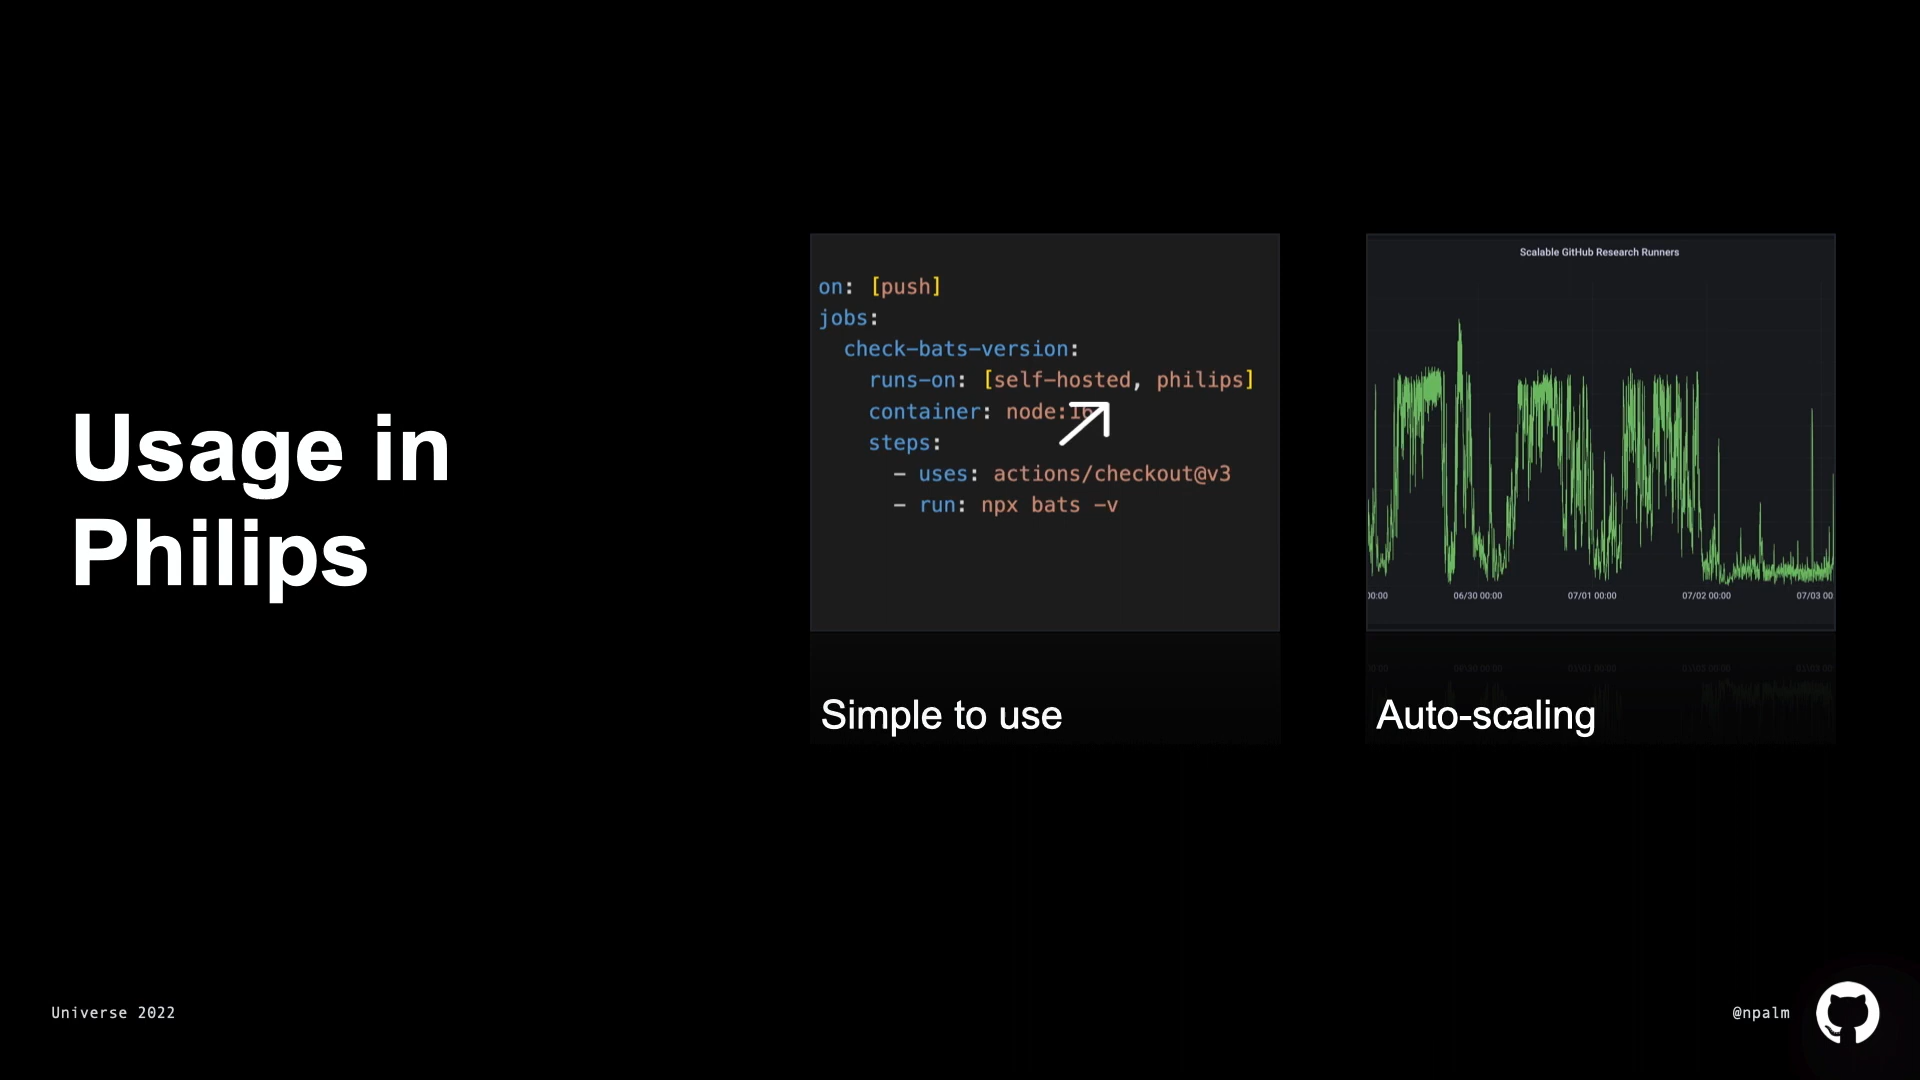 Usage in
Philips
on: [push]
jobs:
check-bats-version:
runs-on: [self-hosted, philips]
container: node:16
steps:
- uses: actions/checkout@v3
- run: npx bats -v
Simple to use
Scalable GitHub Research Runners
00:00 06/30 00:00 07/01 00:00 07/02 00:00 07/03 00
Auto-scaling
Universe 2022
@npalm